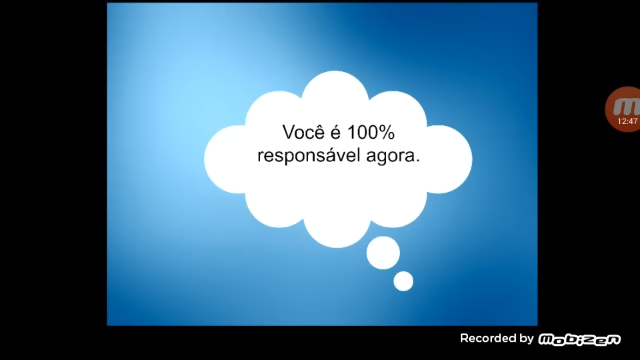 Você é 100%
responsável agora.
12:47
Recorded by Mobizen